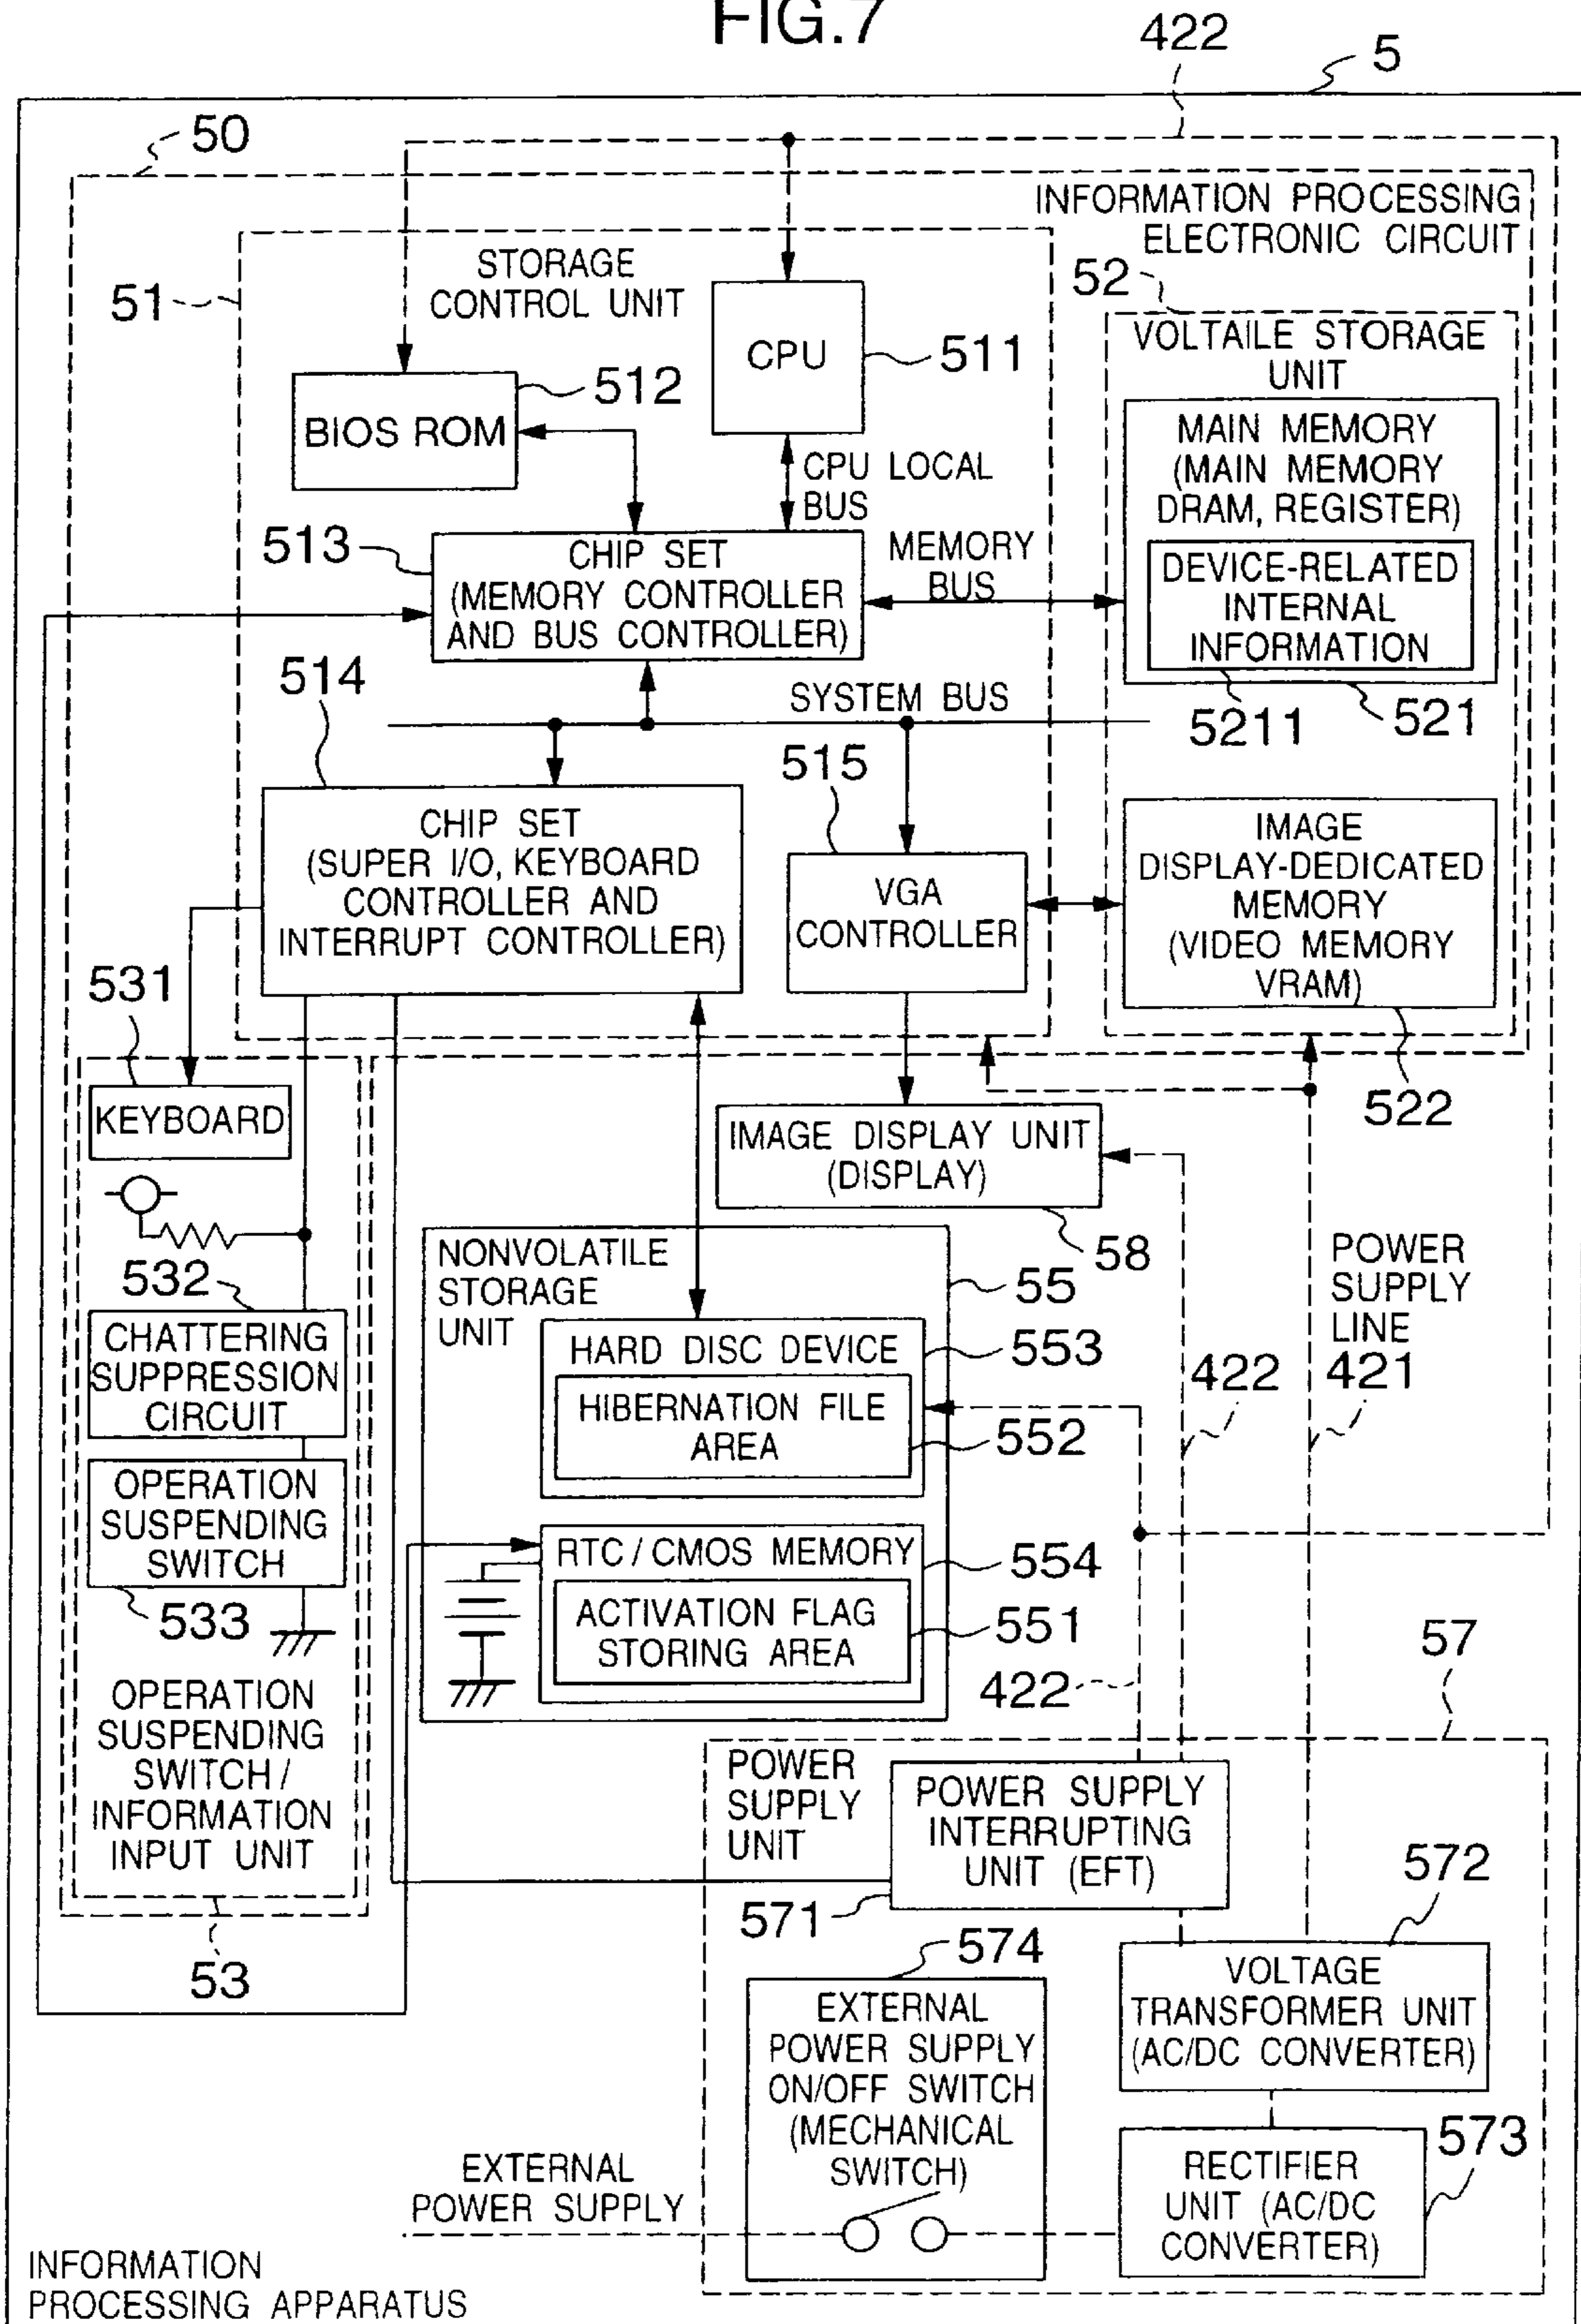 FIG.7
422
5
50
INFORMATION PROCESSING
ELECTRONIC CIRCUIT
51
STORAGE
CONTROL UNIT
CPU
511
52
VOLTAILE STORAGE
UNIT
BIOS ROM
512
CPU LOCAL
BUS
MAIN MEMORY
(MAIN MEMORY
DRAM, REGISTER)
DEVICE-RELATED
INTERNAL
INFORMATION
5211
521
513
CHIP SET
(MEMORY CONTROLLER
AND BUS CONTROLLER)
MEMORY
BUS
SYSTEM BUS
514
CHIP SET
(SUPER I/O, KEYBOARD
CONTROLLER AND
INTERRUPT CONTROLLER)
515
VGA
CONTROLLER
IMAGE
DISPLAY-DEDICATED
MEMORY
(VIDEO MEMORY
VRAM)
522
531
KEYBOARD
IMAGE DISPLAY UNIT
(DISPLAY)
58
532
CHATTERING
SUPPRESSION
CIRCUIT
OPERATION
SUSPENDING
SWITCH
533
OPERATION
SUSPENDING
SWITCH/
INFORMATION
INPUT UNIT
53
NONVOLATILE
STORAGE
UNIT
55
HARD DISC DEVICE
553
HIBERNATION FILE
AREA
552
RTC/CMOS MEMORY
554
ACTIVATION FLAG
STORING AREA
551
422
POWER
SUPPLY
LINE
421
422
57
POWER
SUPPLY
UNIT
POWER SUPPLY
INTERRUPTING
UNIT (EFT)
571
572
VOLTAGE
TRANSFORMER UNIT
(AC/DC CONVERTER)
574
EXTERNAL
POWER SUPPLY
ON/OFF SWITCH
(MECHANICAL
SWITCH)
573
RECTIFIER
UNIT (AC/DC
CONVERTER)
EXTERNAL
POWER SUPPLY
INFORMATION
PROCESSING APPARATUS